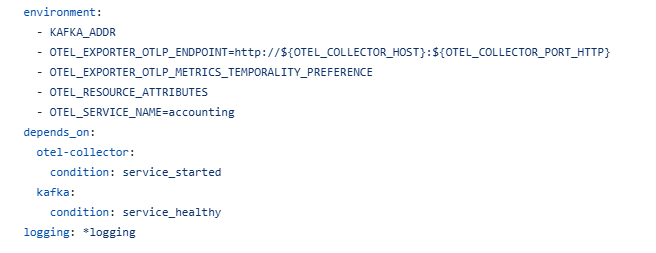 environment:
  - KAFKA_ADDR
  - OTEL_EXPORTER_OTLP_ENDPOINT=http://${OTEL_COLLECTOR_HOST}:${OTEL_COLLECTOR_PORT_HTTP}
  - OTEL_EXPORTER_OTLP_METRICS_TEMPORALITY_PREFERENCE
  - OTEL_RESOURCE_ATTRIBUTES
  - OTEL_SERVICE_NAME=accounting
depends_on:
  otel-collector:
    condition: service_started
  kafka:
    condition: service_healthy
logging: *logging